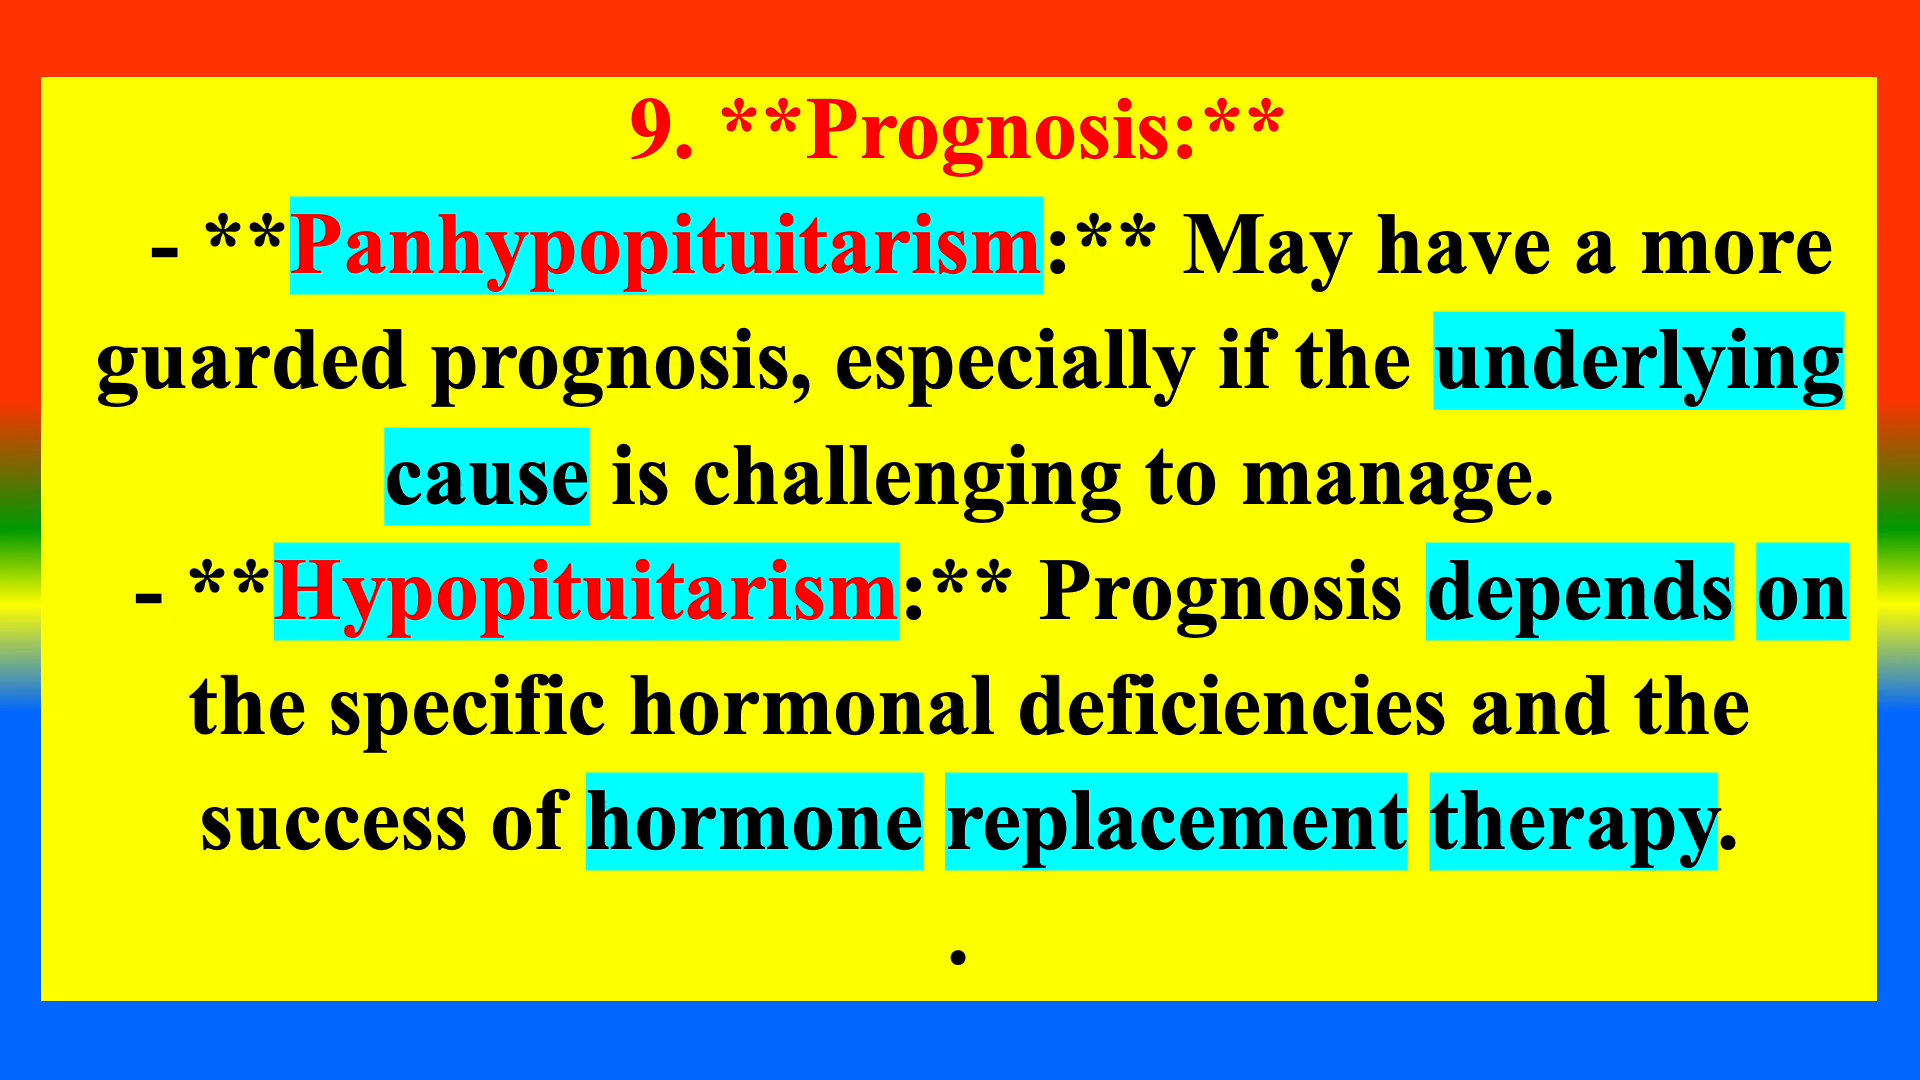 9. **Prognosis:**
- **Panhypopituitarism:** May have a more
guarded prognosis, especially if the underlying
cause is challenging to manage.
- **Hypopituitarism:** Prognosis depends on
the specific hormonal deficiencies and the
success of hormone replacement therapy.
.